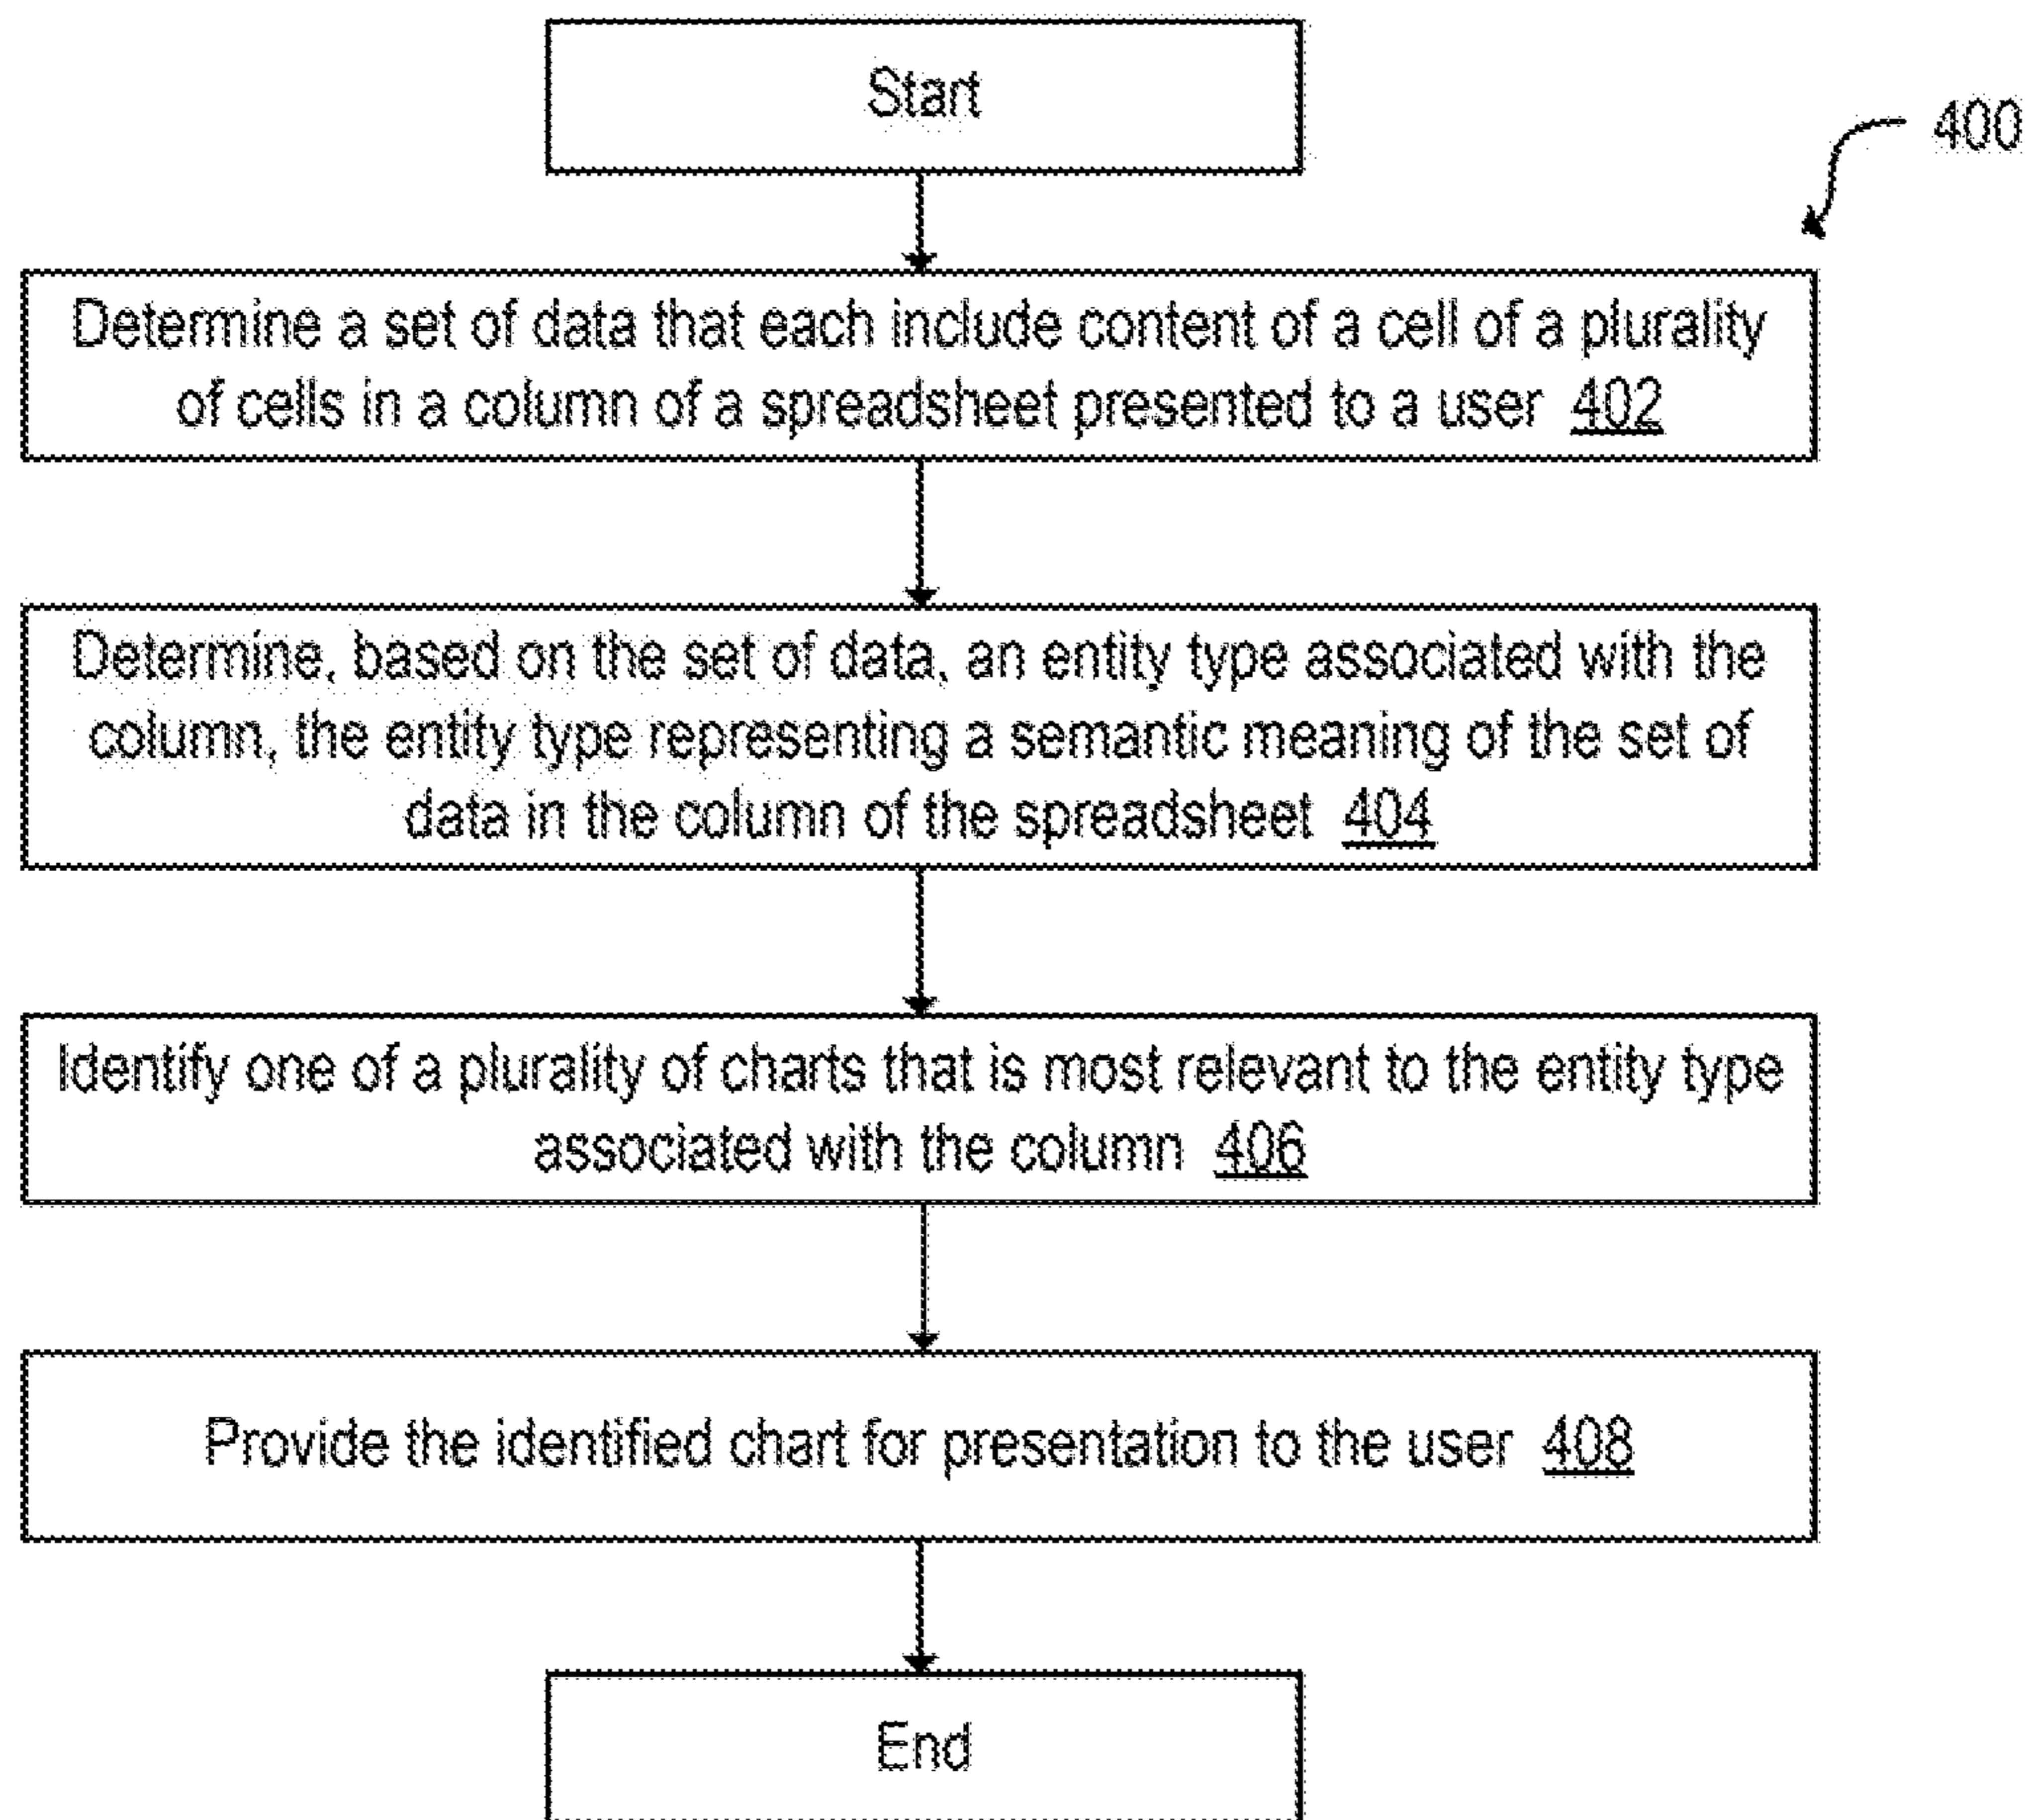 Start
400
Determine a set of data that each include content of a cell of a plurality
of cells in a column of a spreadsheet presented to a user 402
Determine, based on the set of data, an entity type associated with the
column, the entity type representing a semantic meaning of the set of
data in the column of the spreadsheet 404
Identify one of a plurality of charts that is most relevant to the entity type
associated with the column 406
Provide the identified chart for presentation to the user 408
End